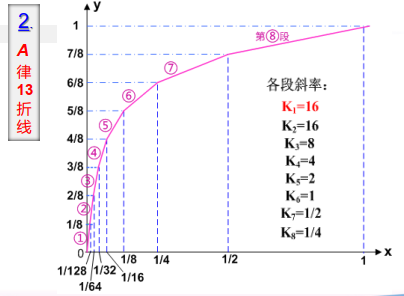 2.
A
律
13
折
线
y
1
7/8
6/8
5/8
4/8
3/8
2/8
1/8
0
第⑧段
⑦
⑥
⑤
④
③
②
①
各段斜率：
K₁=16
K₂=16
K₃=8
K₄=4
K₅=2
K₆=1
K₇=1/2
K₈=1/4
x
1/128
1/64
1/32
1/16
1/8
1/4
1/2
1